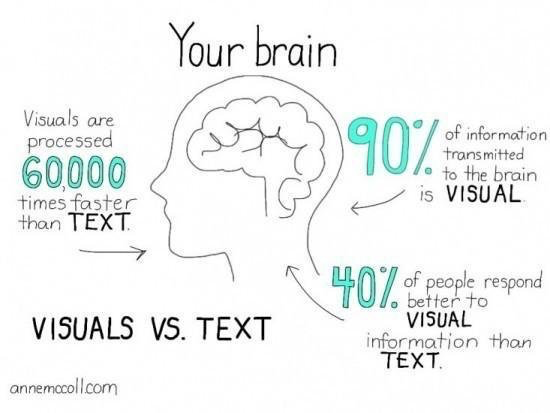 Your brain
Visuals are
processed
60,000
times faster
than TEXT.
90% of information
transmitted
to the brain
is VISUAL.
40% of people respond
better to
VISUAL
information than
TEXT.
VISUALS VS. TEXT
annemccoll.com